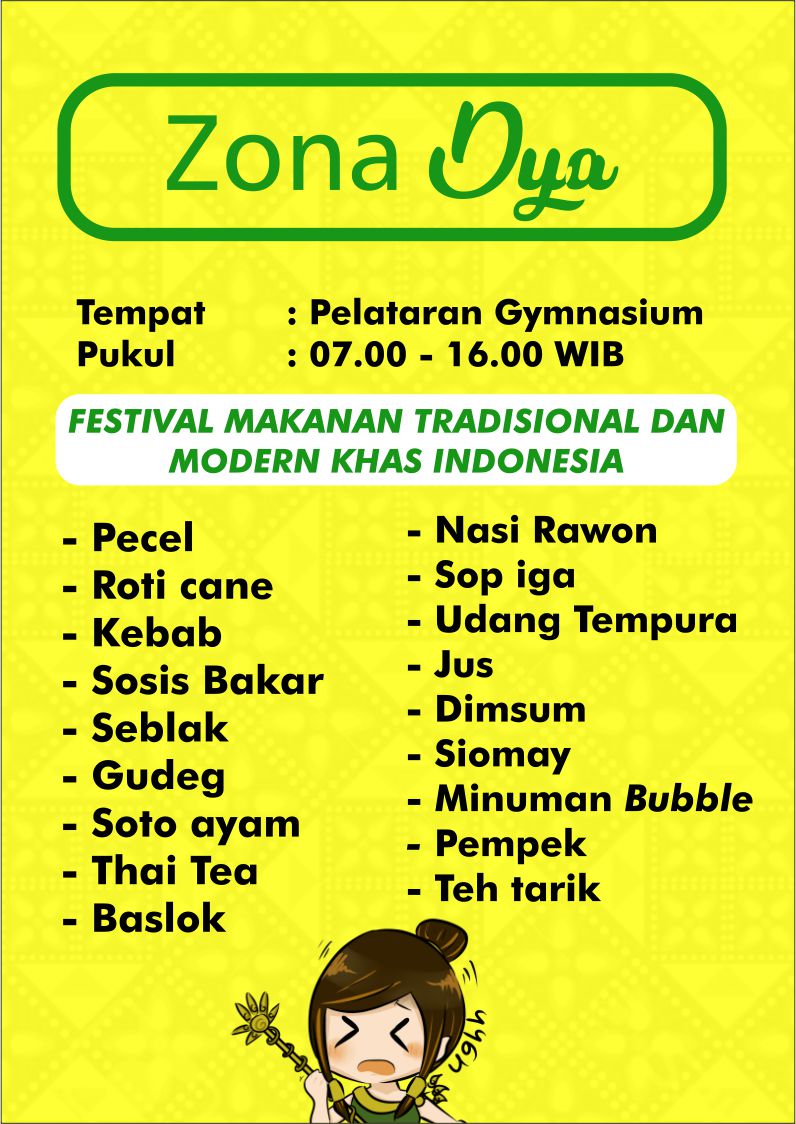 Zona Dya
Tempat : Pelataran Gymnasium
Pukul : 07.00 - 16.00 WIB
FESTIVAL MAKANAN TRADISIONAL DAN
MODERN KHAS INDONESIA
- Pecel
- Roti cane
- Kebab
- Sosis Bakar
- Seblak
- Gudeg
- Soto ayam
- Thai Tea
- Baslok
- Nasi Rawon
- Sop iga
- Udang Tempura
- Jus
- Dimsum
- Siomay
- Minuman Bubble
- Pempek
- Teh tarik
ughh